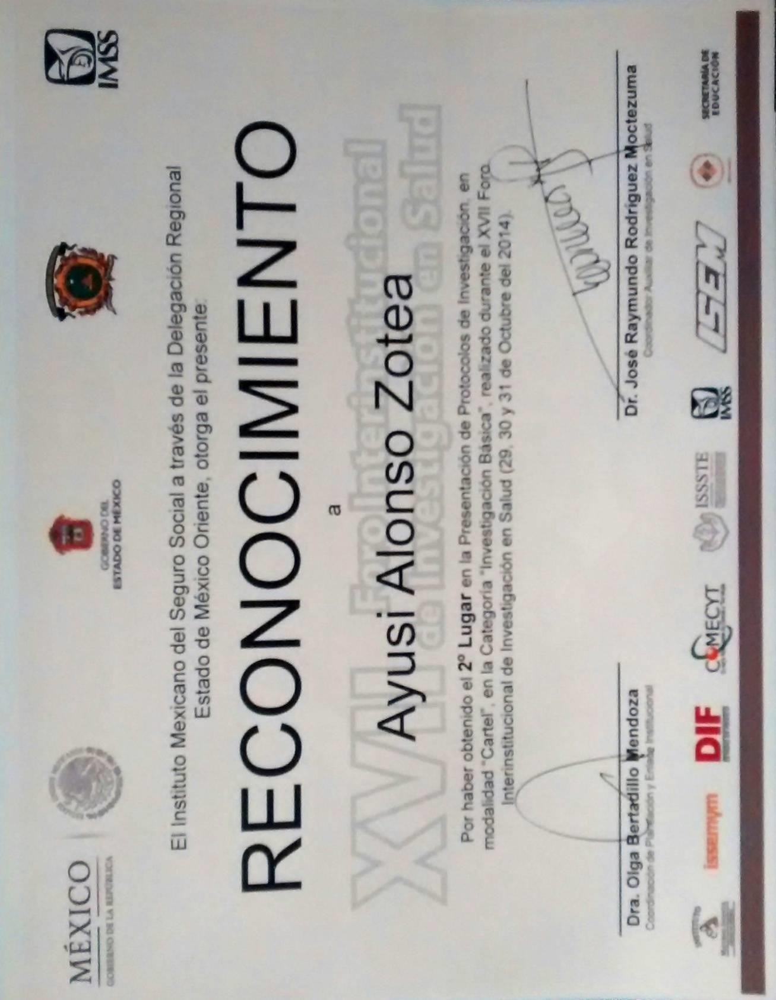 MÉXICO
GOBIERNO DE LA REPÚBLICA
GOBIERNO DEL
ESTADO DE MÉXICO
IMSS
El Instituto Mexicano del Seguro Social a través de la Delegación Regional
Estado de México Oriente, otorga el presente:
RECONOCIMIENTO
a
XVII Foro Interinstitucional
de Investigación en Salud
Ayusi Alonso Zotea
Por haber obtenido el 2º Lugar en la Presentación de Protocolos de Investigación, en
modalidad "Cartel", en la Categoría "Investigación Básica", realizado durante el XVII Foro
Interinstitucional de Investigación en Salud (29, 30 y 31 de Octubre del 2014).
Dra. Olga Bertadillo Mendoza
Coordinación de Planeación y Enlace Institucional
Dr. José Raymundo Rodríguez Moctezuma
Coordinador Auxiliar de Investigación en Salud
issemym
DIF
COMECYT
ISSSTE
IMSS
ISEM
SECRETARÍA DE
EDUCACIÓN